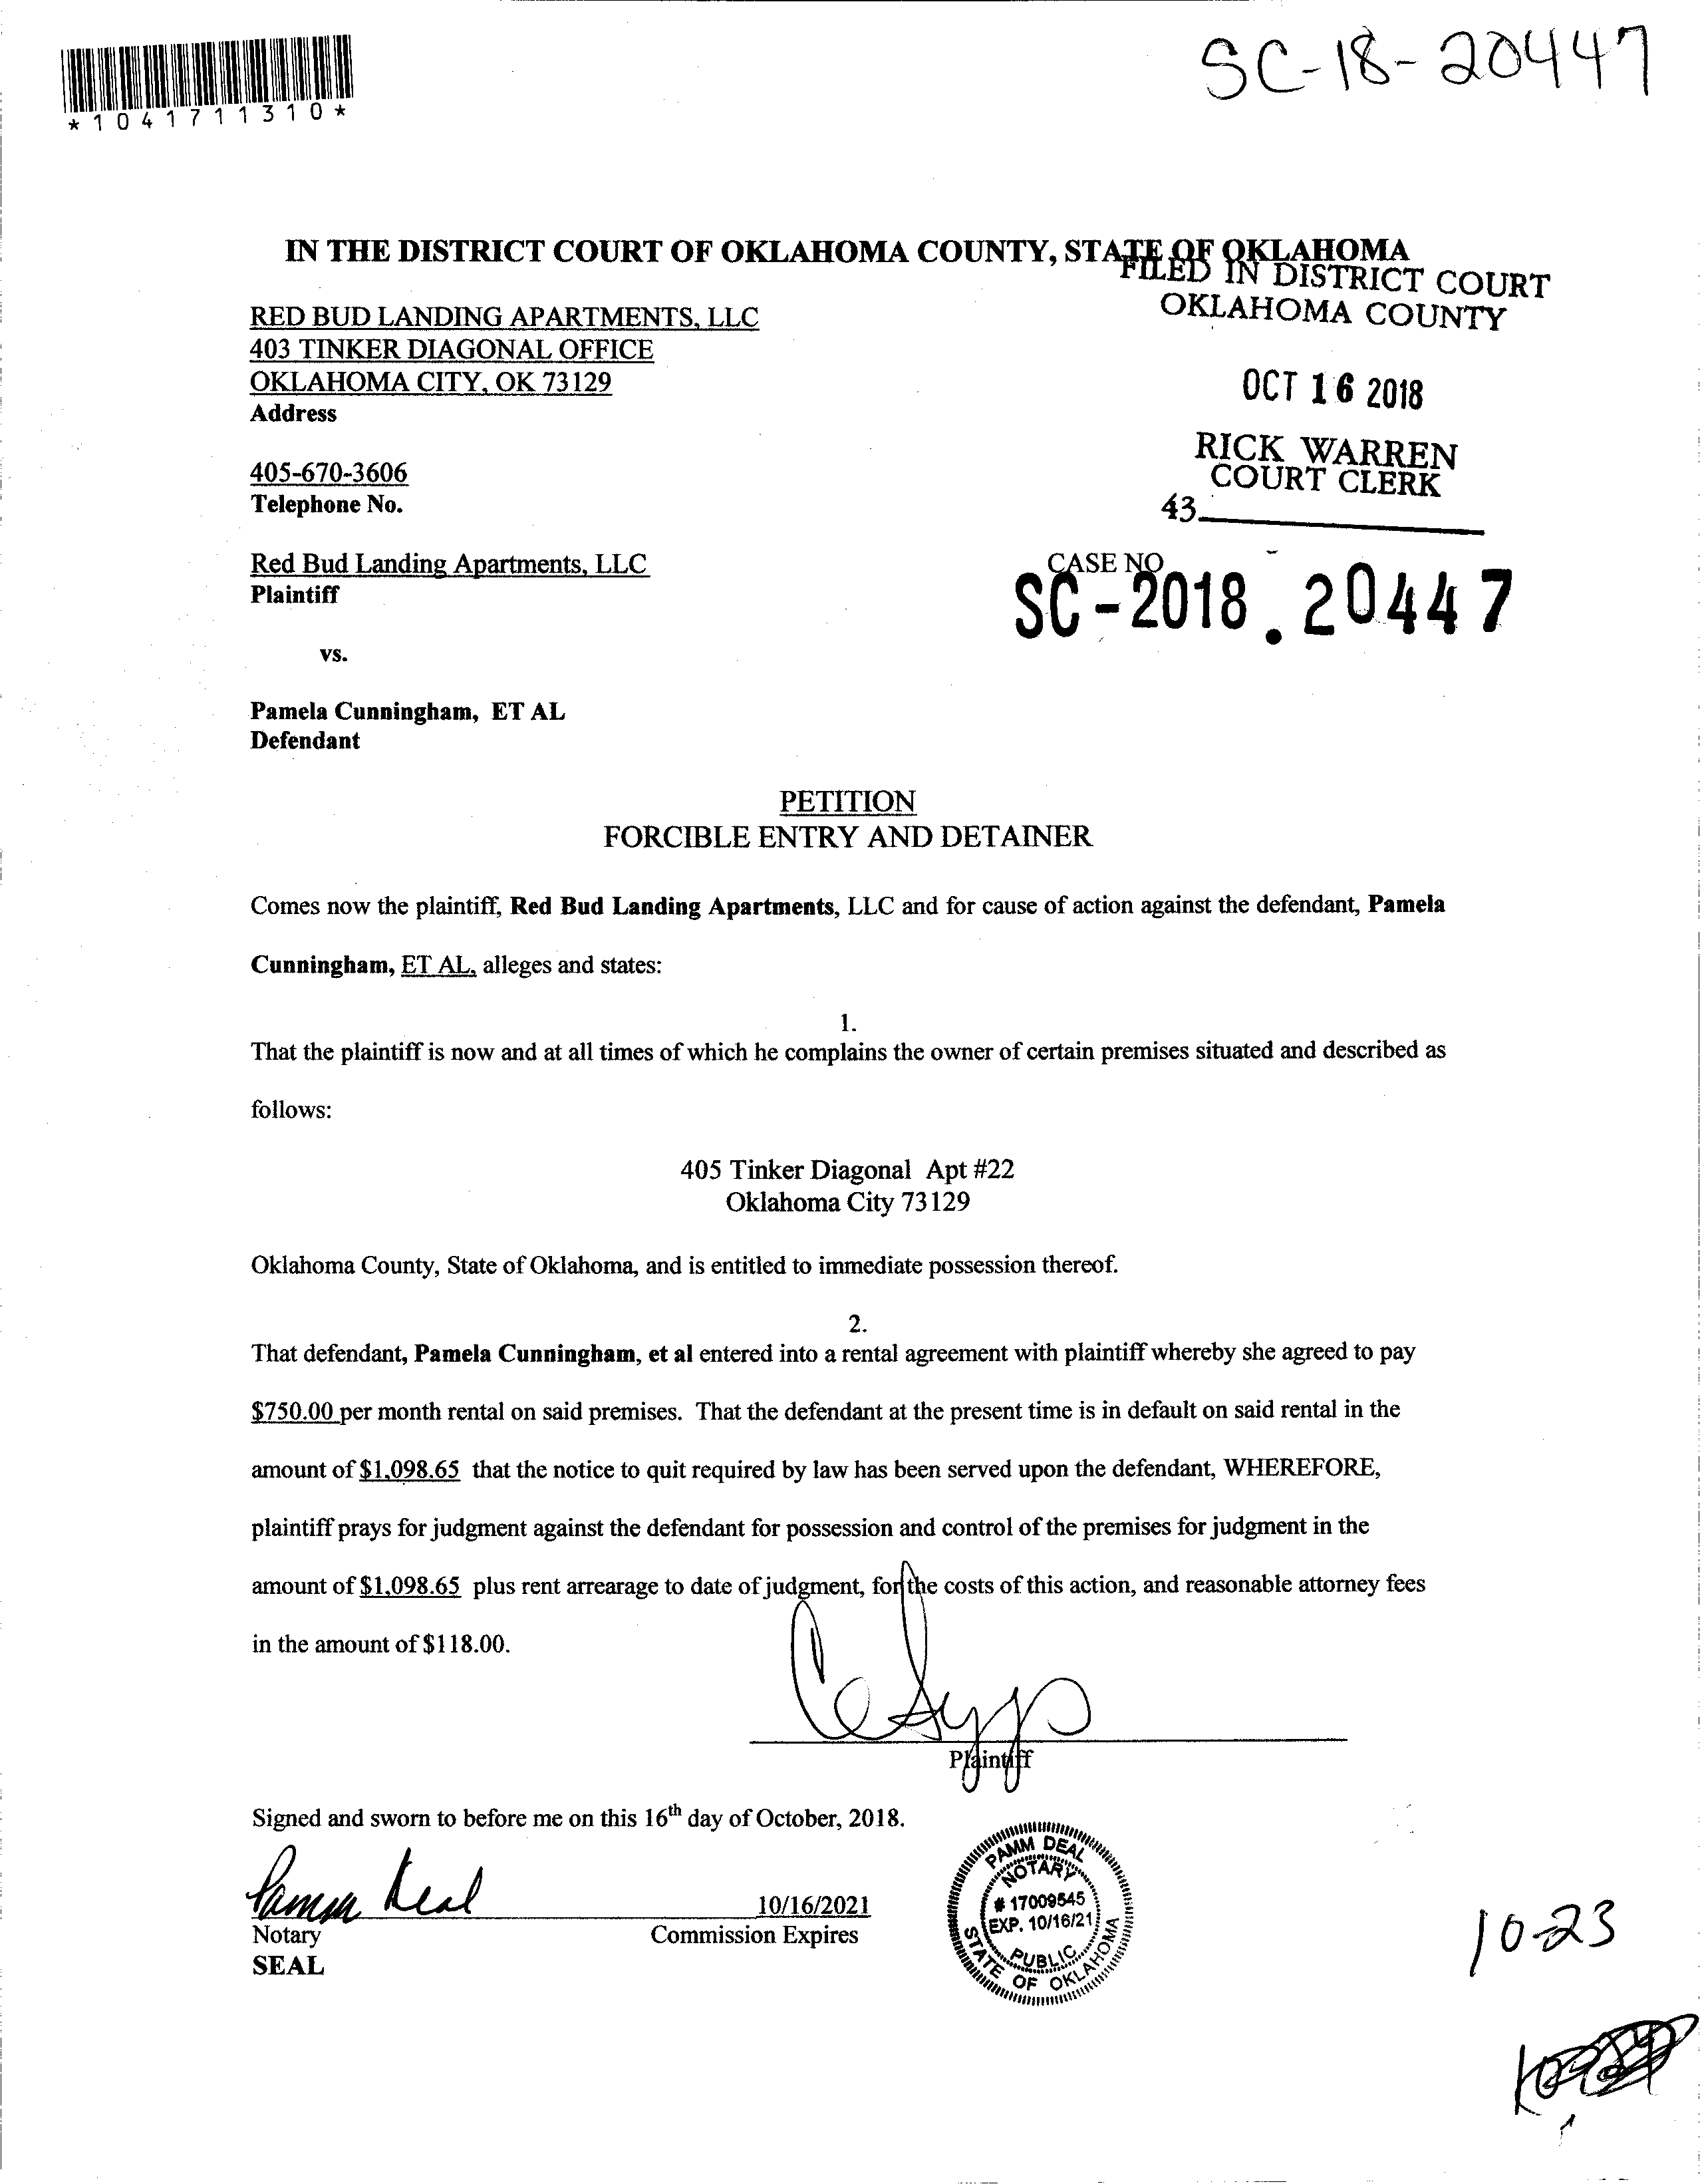 SC-18-20447
*1041711310*
IN THE DISTRICT COURT OF OKLAHOMA COUNTY, STATE OF OKLAHOMA
FILED IN DISTRICT COURT
OKLAHOMA COUNTY
RED BUD LANDING APARTMENTS, LLC
403 TINKER DIAGONAL OFFICE
OKLAHOMA CITY, OK 73129
Address
OCT 16 2018
RICK WARREN
COURT CLERK
43
405-670-3606
Telephone No.
Red Bud Landing Apartments, LLC
Plaintiff
CASE NO
SC-2018.20447
vs.
Pamela Cunningham, ET AL
Defendant
PETITION
FORCIBLE ENTRY AND DETAINER
Comes now the plaintiff, Red Bud Landing Apartments, LLC and for cause of action against the defendant, Pamela
Cunningham, ET AL, alleges and states:
1.
That the plaintiff is now and at all times of which he complains the owner of certain premises situated and described as
follows:
405 Tinker Diagonal Apt #22
Oklahoma City 73129
Oklahoma County, State of Oklahoma, and is entitled to immediate possession thereof.
2.
That defendant, Pamela Cunningham, et al entered into a rental agreement with plaintiff whereby she agreed to pay
$750.00 per month rental on said premises. That the defendant at the present time is in default on said rental in the
amount of $1,098.65 that the notice to quit required by law has been served upon the defendant, WHEREFORE,
plaintiff prays for judgment against the defendant for possession and control of the premises for judgment in the
amount of $1,098.65 plus rent arrearage to date of judgment, for the costs of this action, and reasonable attorney fees
in the amount of $118.00.
Plaintiff
Signed and sworn to before me on this 16th day of October, 2018.
Pamm Deal
10/16/2021
Notary
Commission Expires
SEAL
PAMM DEAL
NOTARY
# 17009545
EXP. 10/16/21
PUBLIC
STATE OF OKLAHOMA
10-23